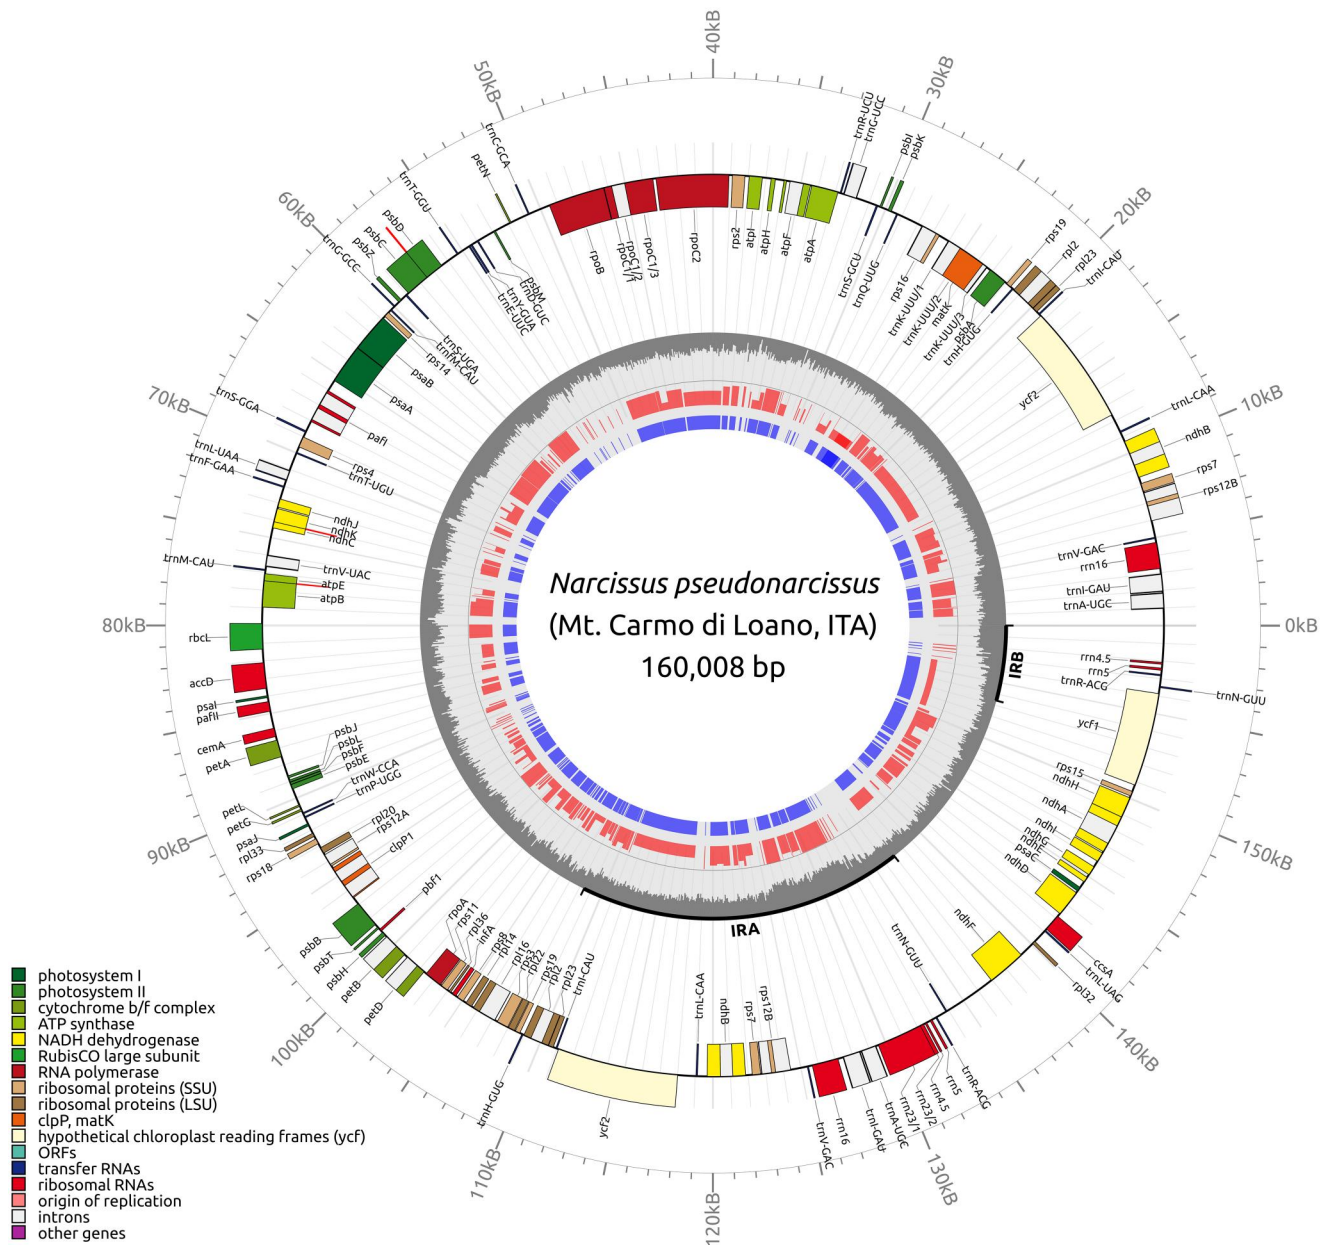 40kB
30kB
20kB
10kB
0kB
150kB
140kB
130kB
120kB
110kB
100kB
90kB
80kB
70kB
60kB
50kB
trnR-UCU
trnG-UCC
psbI
psbK
rps19
rpl2
rpl23
trnI-CAU
trnL-CAA
ndhB
rps7
rps12B
trnV-GAC
rrn16
trnI-GAU
trnA-UGC
rrn4.5
rrn5
trnR-ACG
trnN-GUU
ycf1
rps15
ndhH
ndhA
ndhI
ndhG
ndhE
psaC
ndhD
ccsA
trnL-UAG
rpl32
ndhF
trnN-GUU
trnR-ACG
rrn5
rrn4.5
rrn23/2
rrn23/1
trnA-UGC
trnI-GAU
rrn16
trnV-GAC
rps12B
rps7
ndhB
trnL-CAA
ycf2
trnH-GUG
trnI-CAU
rpl23
rpl2
rps19
rpl22
rps3
rpl16
rpl14
rps8
infA
rpl36
rps11
rpoA
petD
petB
psbH
pbf1
psbT
psbB
clpP1
rps12A
rpl20
rps18
rpl33
psaJ
petG
petL
trnP-UGG
trnW-CCA
psbE
psbF
psbL
psbJ
petA
cemA
pafII
psaI
accD
rbcL
atpB
atpE
trnV-UAC
trnM-CAU
ndhC
ndhK
ndhJ
trnF-GAA
trnL-UAA
trnT-UGU
rps4
trnS-GGA
pafI
psaA
psaB
rps14
trnfM-CAU
trnS-UGA
trnG-GCC
psbZ
psbC
psbD
trnT-GGU
trnE-UUC
trnY-GUA
trnD-GUC
psbM
petN
trnC-GCA
rpoB
rpoC1/1
rpoC1/2
rpoC1/3
rpoC2
rps2
atpI
atpH
atpF
atpA
trnS-GCU
trnQ-UUG
rps16
trnK-UUU/1
trnK-UUU/2
matK
trnK-UUU/3
psbA
trnH-GUG
ycf2
IRB
IRA
Narcissus pseudonarcissus
(Mt. Carmo di Loano, ITA)
160,008 bp
photosystem I
photosystem II
cytochrome b/f complex
ATP synthase
NADH dehydrogenase
RubisCO large subunit
RNA polymerase
ribosomal proteins (SSU)
ribosomal proteins (LSU)
clpP, matK
hypothetical chloroplast reading frames (ycf)
ORFs
transfer RNAs
ribosomal RNAs
origin of replication
introns
other genes